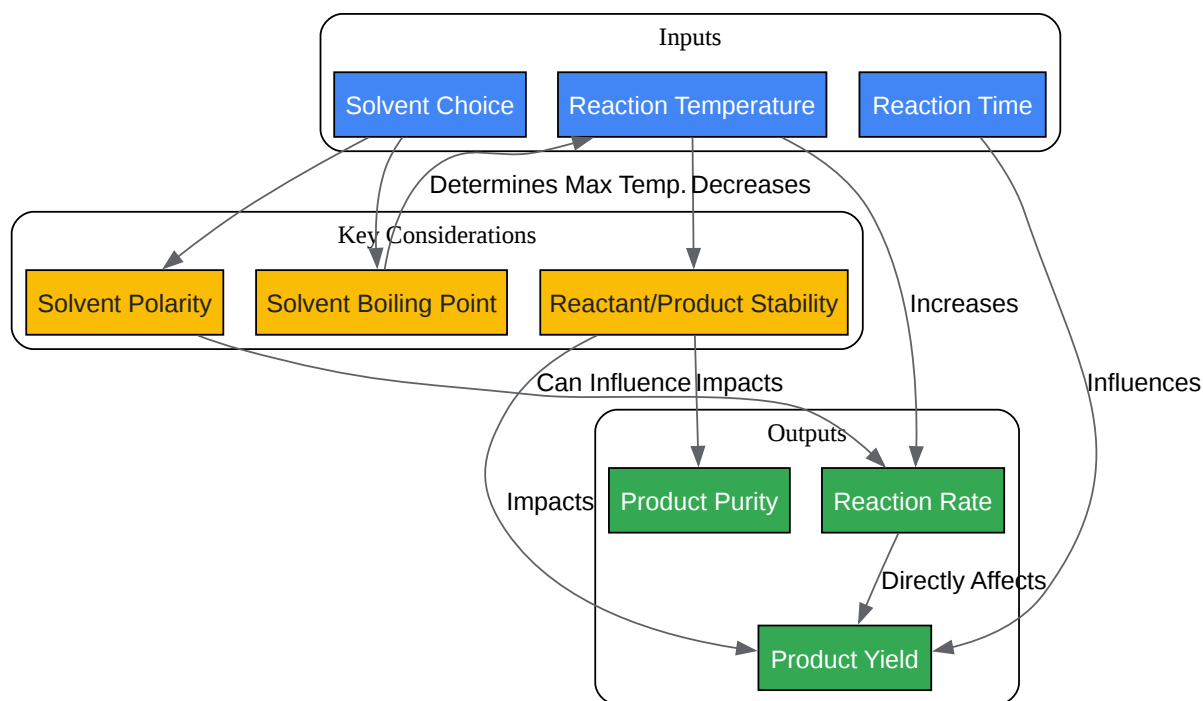 Inputs
Solvent Choice
Reaction Temperature
Reaction Time
Determines Max Temp.
Decreases
Key Considerations
Solvent Polarity
Solvent Boiling Point
Reactant/Product Stability
Increases
Can Influence
Impacts
Influences
Outputs
Product Purity
Reaction Rate
Impacts
Directly Affects
Product Yield